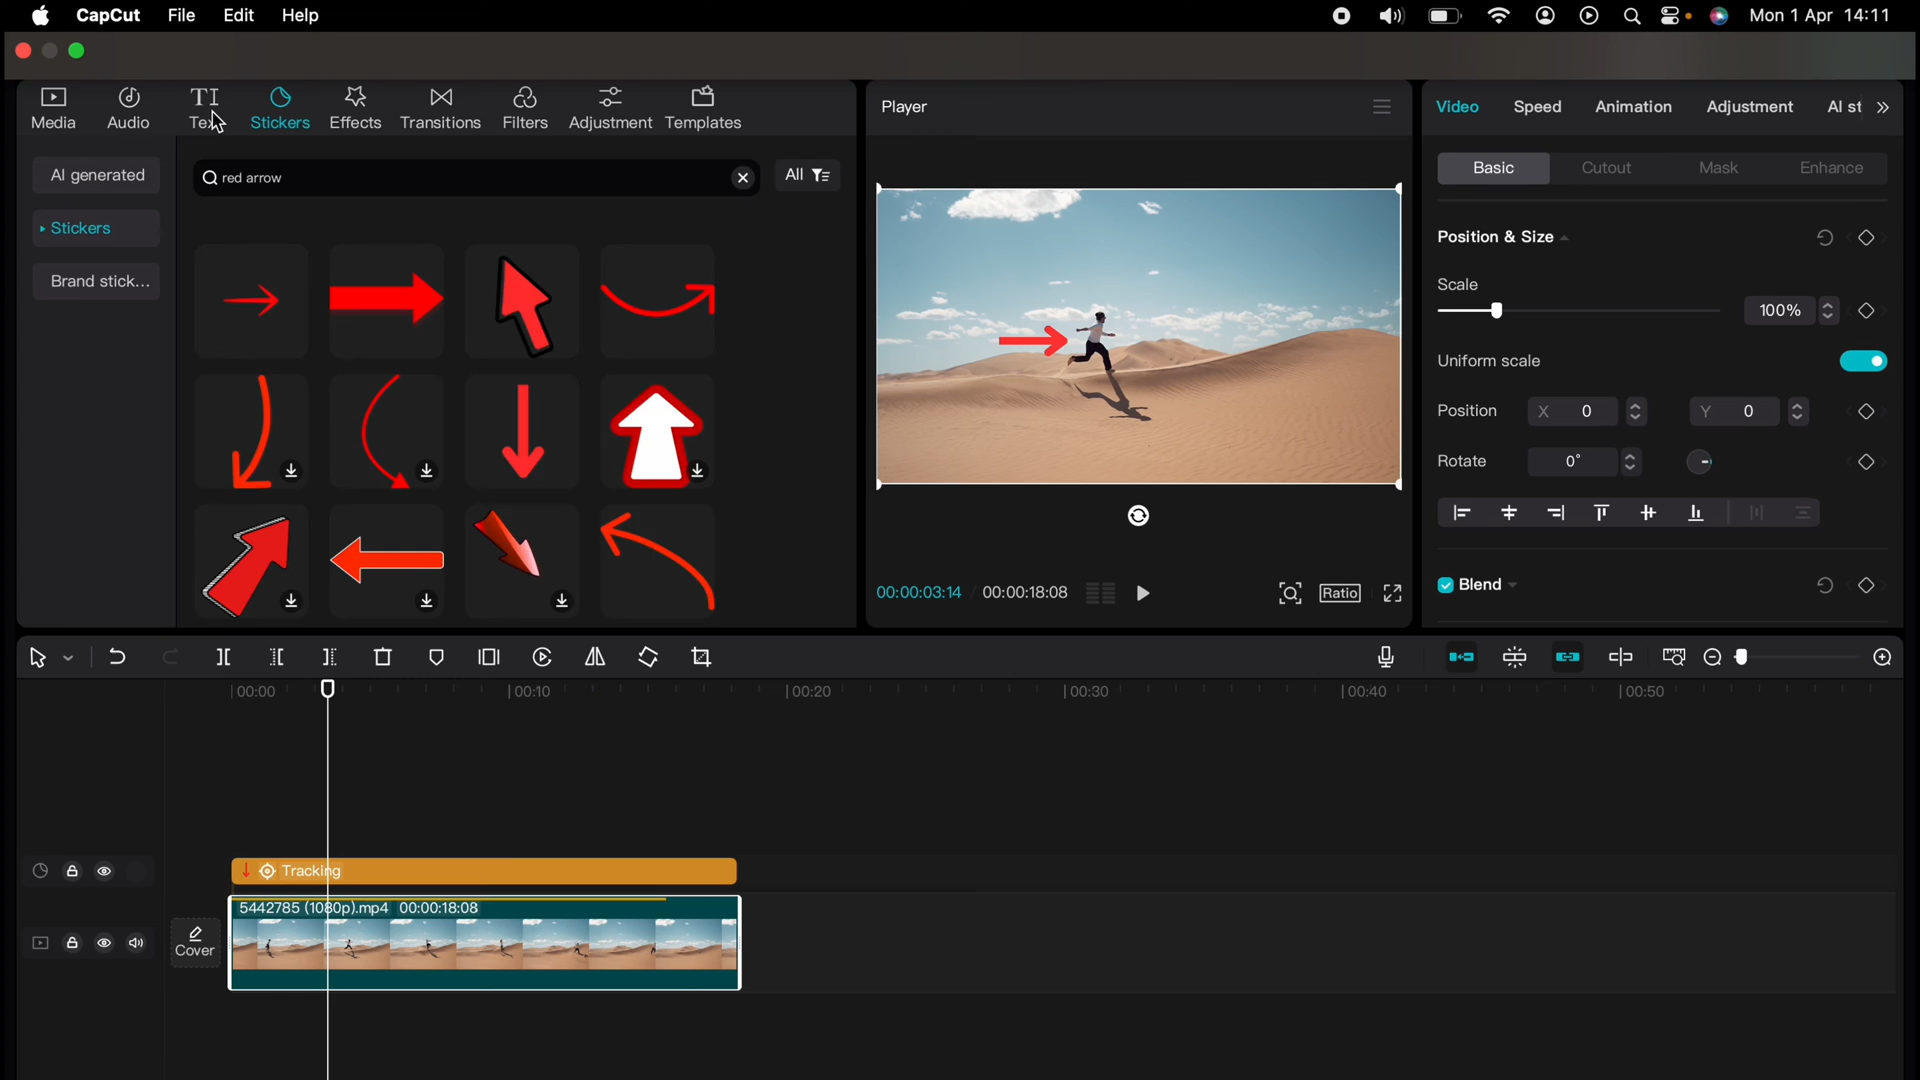 CapCut File Edit Help Mon 1 Apr 14:11
Media Audio Text Stickers Effects Transitions Filters Adjustment Templates
Player
Video Speed Animation Adjustment AI st
AI generated
Stickers
Brand stick...
red arrow
All
Basic Cutout Mask Enhance
Position & Size
Scale
100%
Uniform scale
Position X 0 Y 0
Rotate 0°
Blend
00:00:03:14 / 00:00:18:08
Ratio
00:00 00:10 00:20 00:30 00:40 00:50
Tracking
5442785 (1080p).mp4 00:00:18:08
Cover